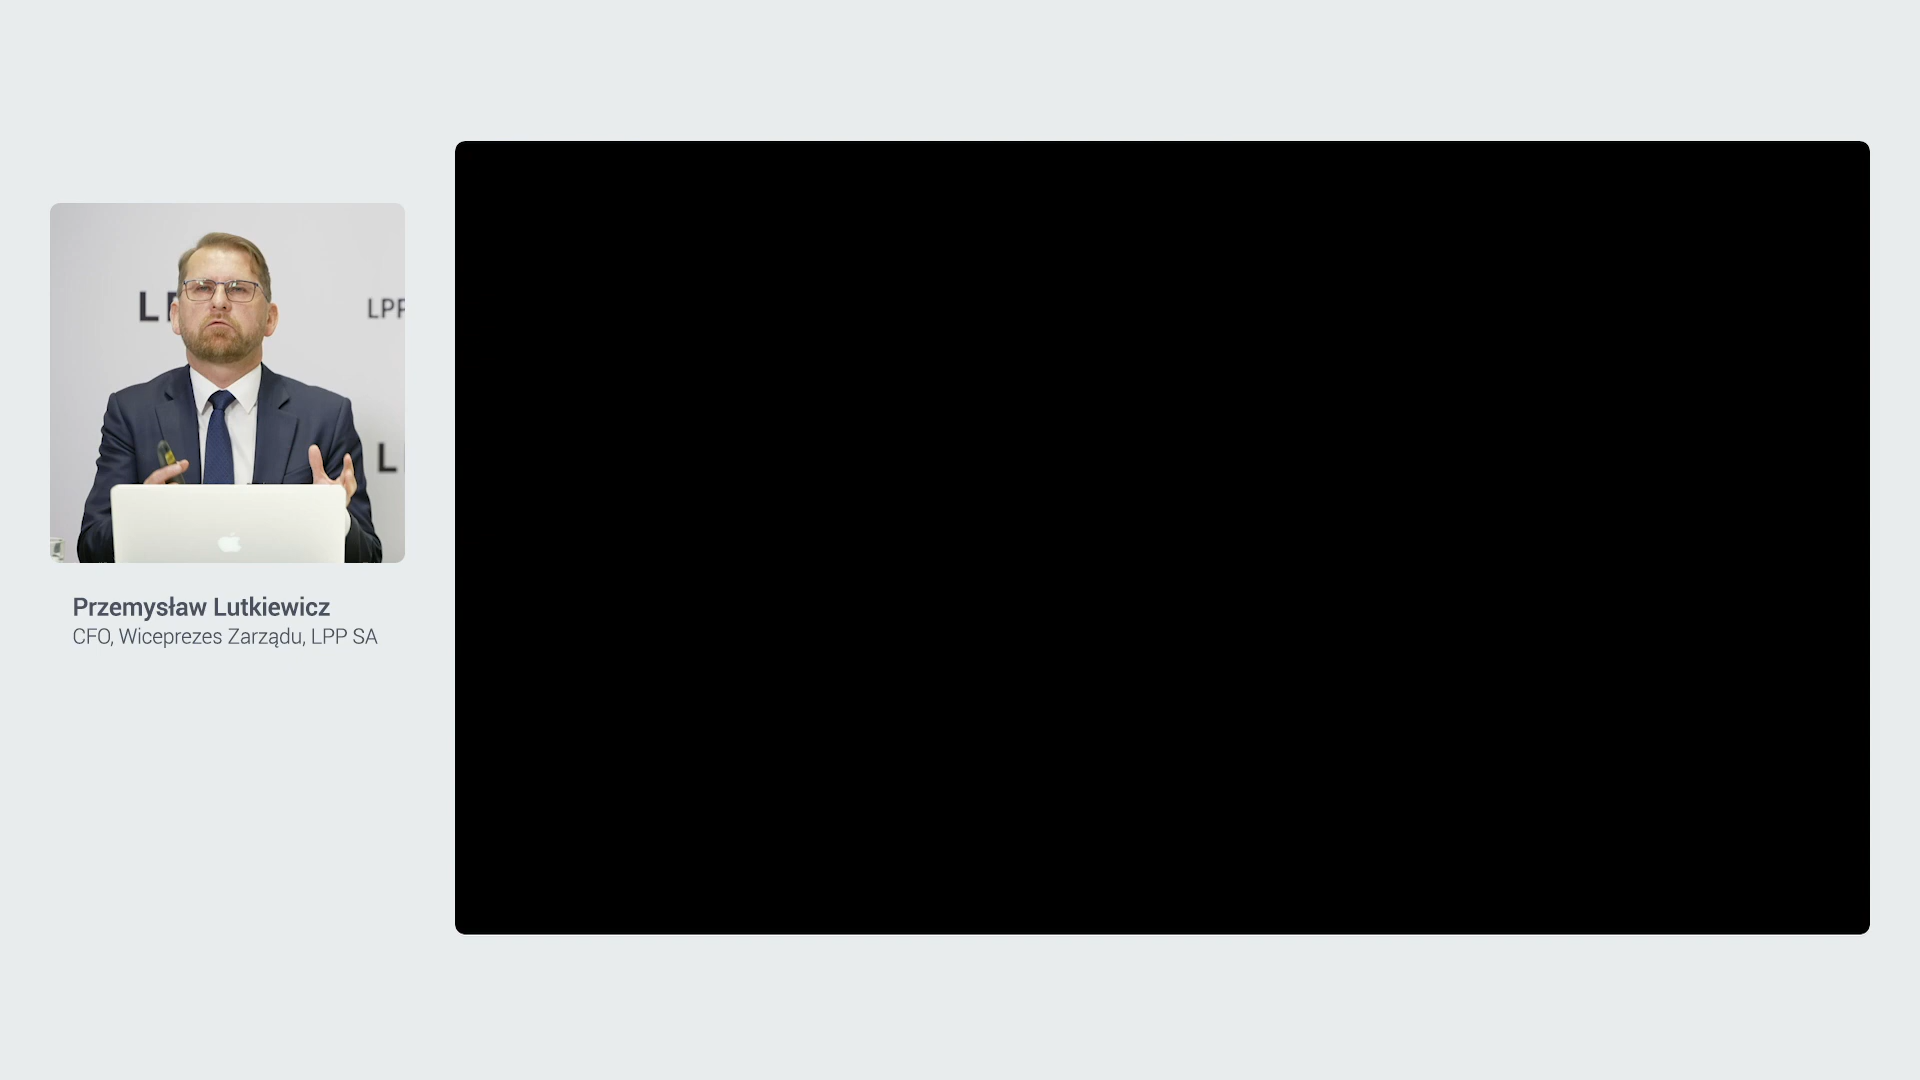 L
LPP
L
Przemysław Lutkiewicz
CFO, Wiceprezes Zarządu, LPP SA